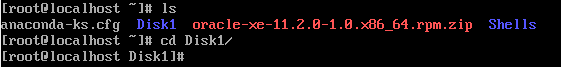 [root@localhost ~]# ls
anaconda-ks.cfg  Disk1  oracle-xe-11.2.0-1.0.x86_64.rpm.zip  Shells
[root@localhost ~]# cd Disk1/
[root@localhost Disk1]#